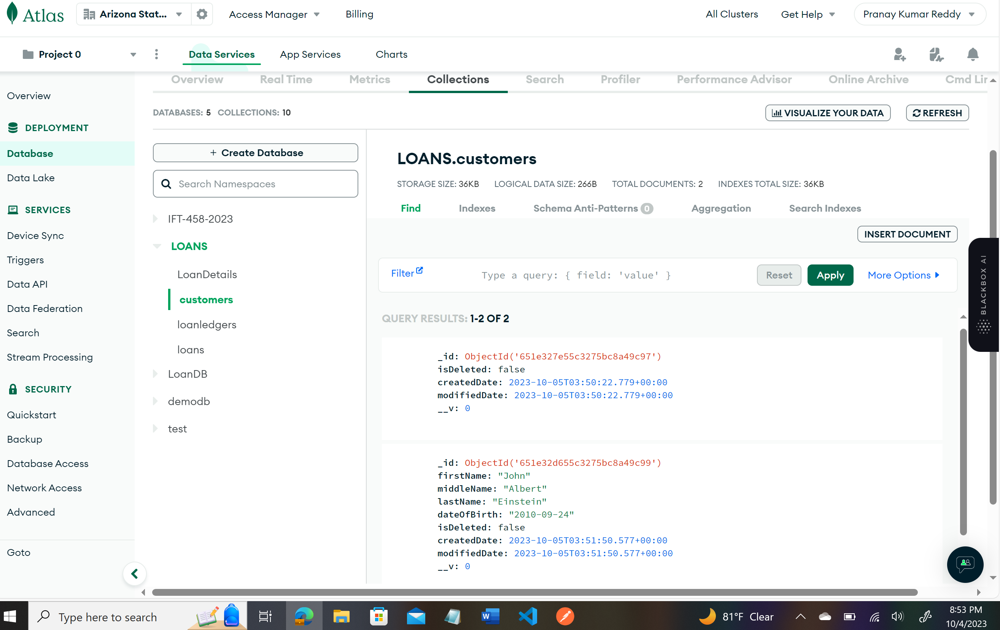 Atlas
Arizona Stat...
Access Manager
Billing
All Clusters
Get Help
Pranay Kumar Reddy
Project 0
Data Services
App Services
Charts
Overview
Real Time
Metrics
Collections
Search
Profiler
Performance Advisor
Online Archive
Cmd Lin
Overview
DEPLOYMENT
Database
Data Lake
SERVICES
Device Sync
Triggers
Data API
Data Federation
Search
Stream Processing
SECURITY
Quickstart
Backup
Database Access
Network Access
Advanced
Goto
DATABASES: 5 COLLECTIONS: 10
VISUALIZE YOUR DATA
REFRESH
+ Create Database
Search Namespaces
IFT-458-2023
LOANS
LoanDetails
customers
loanledgers
loans
LoanDB
demodb
test
LOANS.customers
STORAGE SIZE: 36KB LOGICAL DATA SIZE: 266B TOTAL DOCUMENTS: 2 INDEXES TOTAL SIZE: 36KB
Find
Indexes
Schema Anti-Patterns 0
Aggregation
Search Indexes
INSERT DOCUMENT
Filter
Type a query: { field: 'value' }
Reset
Apply
More Options
BLACKBOX AI
QUERY RESULTS: 1-2 OF 2
_id: ObjectId('651e327e55c3275bc8a49c97')
isDeleted: false
createdDate: 2023-10-05T03:50:22.779+00:00
modifiedDate: 2023-10-05T03:50:22.779+00:00
__v: 0
_id: ObjectId('651e32d655c3275bc8a49c99')
firstName: "John"
middleName: "Albert"
lastName: "Einstein"
dateOfBirth: "2010-09-24"
isDeleted: false
createdDate: 2023-10-05T03:51:50.577+00:00
modifiedDate: 2023-10-05T03:51:50.577+00:00
__v: 0
Type here to search
W
81°F Clear
8:53 PM
10/4/2023